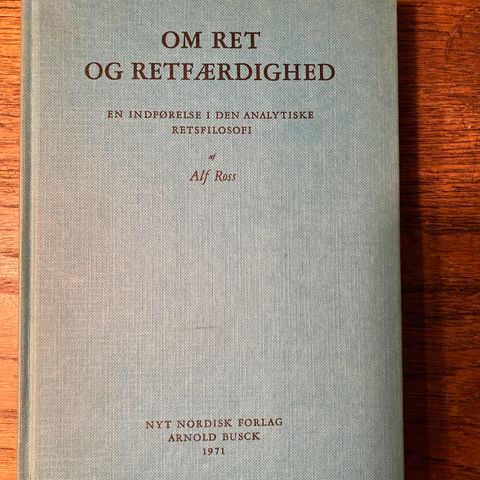 OM RET
OG RETFÆRDIGHED
EN INDFØRELSE I DEN ANALYTISKE
RETSFILOSOFI
af
Alf Ross
NYT NORDISK FORLAG
ARNOLD BUSCK
1971